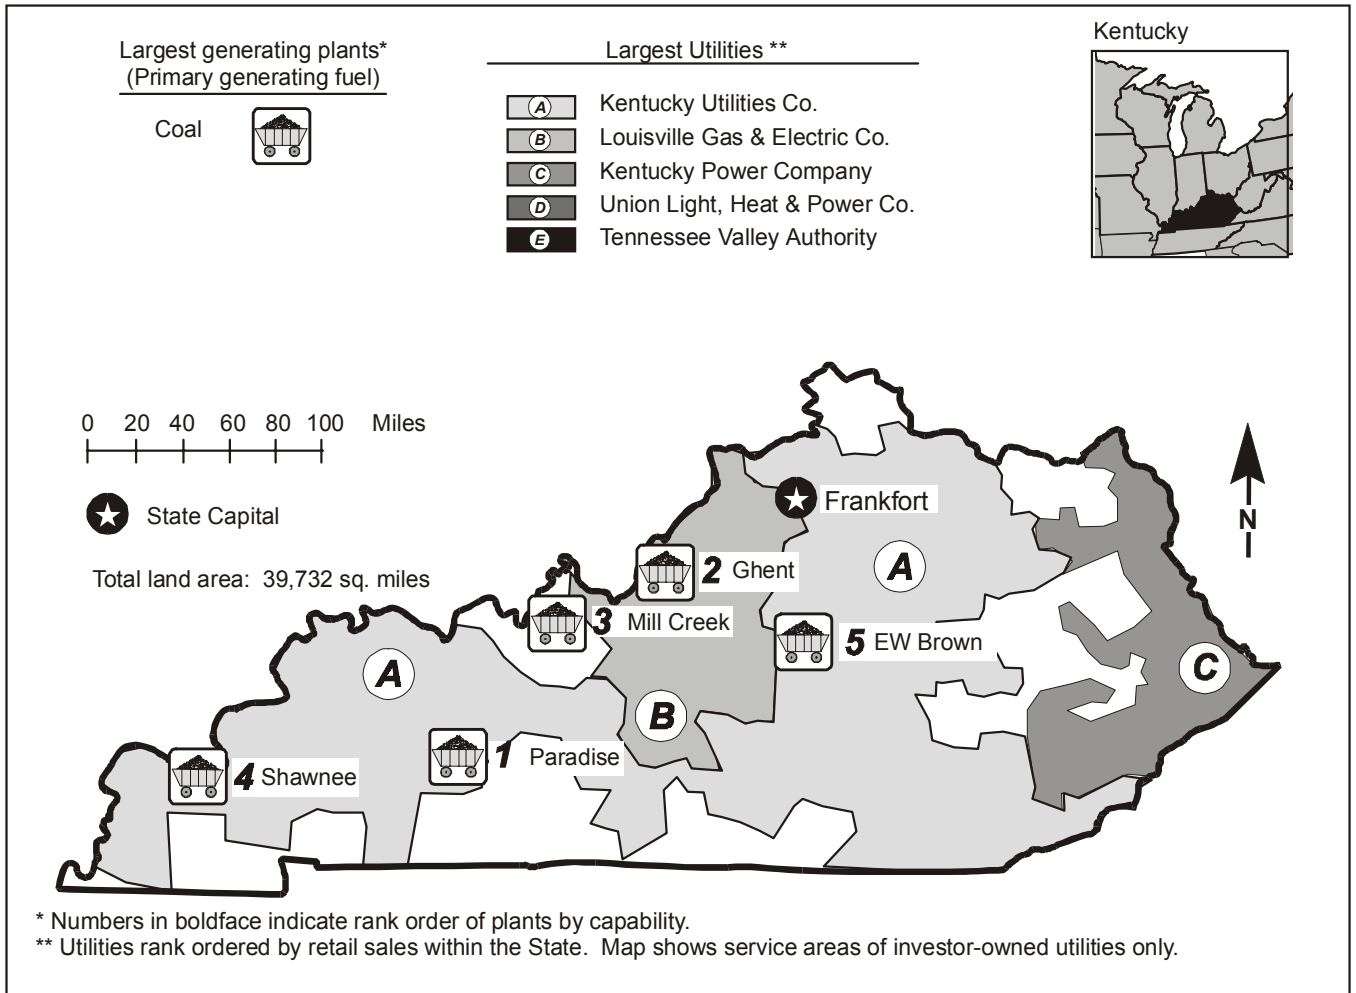 Largest generating plants*
(Primary generating fuel)
Coal
Largest Utilities **
A Kentucky Utilities Co.
B Louisville Gas & Electric Co.
C Kentucky Power Company
D Union Light, Heat & Power Co.
E Tennessee Valley Authority
Kentucky
0 20 40 60 80 100 Miles
State Capital
Total land area: 39,732 sq. miles
N
Frankfort
A
2 Ghent
3 Mill Creek
5 EW Brown
A
C
B
1 Paradise
4 Shawnee
* Numbers in boldface indicate rank order of plants by capability.
** Utilities rank ordered by retail sales within the State. Map shows service areas of investor-owned utilities only.